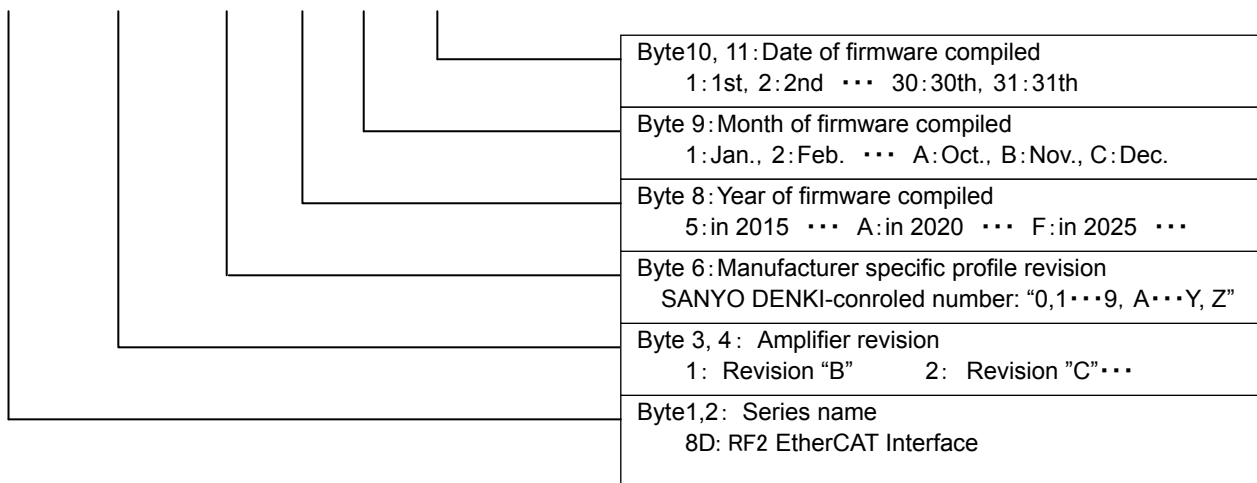 Byte10, 11:Date of firmware compiled
1:1st, 2:2nd ・・・ 30:30th, 31:31th
Byte 9:Month of firmware compiled
1:Jan., 2:Feb. ・・・ A:Oct., B:Nov., C:Dec.
Byte 8:Year of firmware compiled
5:in 2015 ・・・ A:in 2020 ・・・ F:in 2025 ・・・
Byte 6:Manufacturer specific profile revision
SANYO DENKI-conroled number: “0,1・・・9, A・・・Y, Z”
Byte 3, 4: Amplifier revision
1: Revision “B” 2: Revision ”C”・・・
Byte1,2: Series name
8D: RF2 EtherCAT Interface